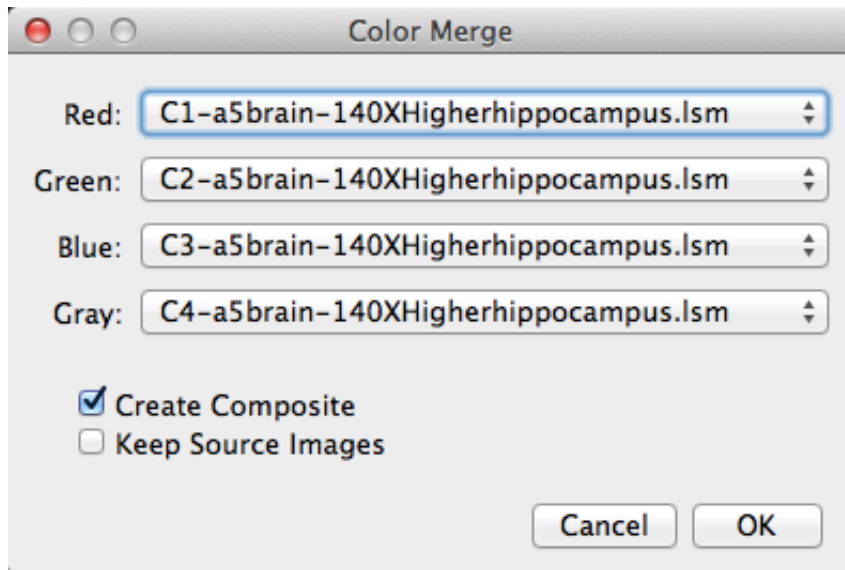 Color Merge
Red: C1-a5brain-140XHigherhippocampus.lsm
Green: C2-a5brain-140XHigherhippocampus.lsm
Blue: C3-a5brain-140XHigherhippocampus.lsm
Gray: C4-a5brain-140XHigherhippocampus.lsm
Create Composite
Keep Source Images
Cancel OK